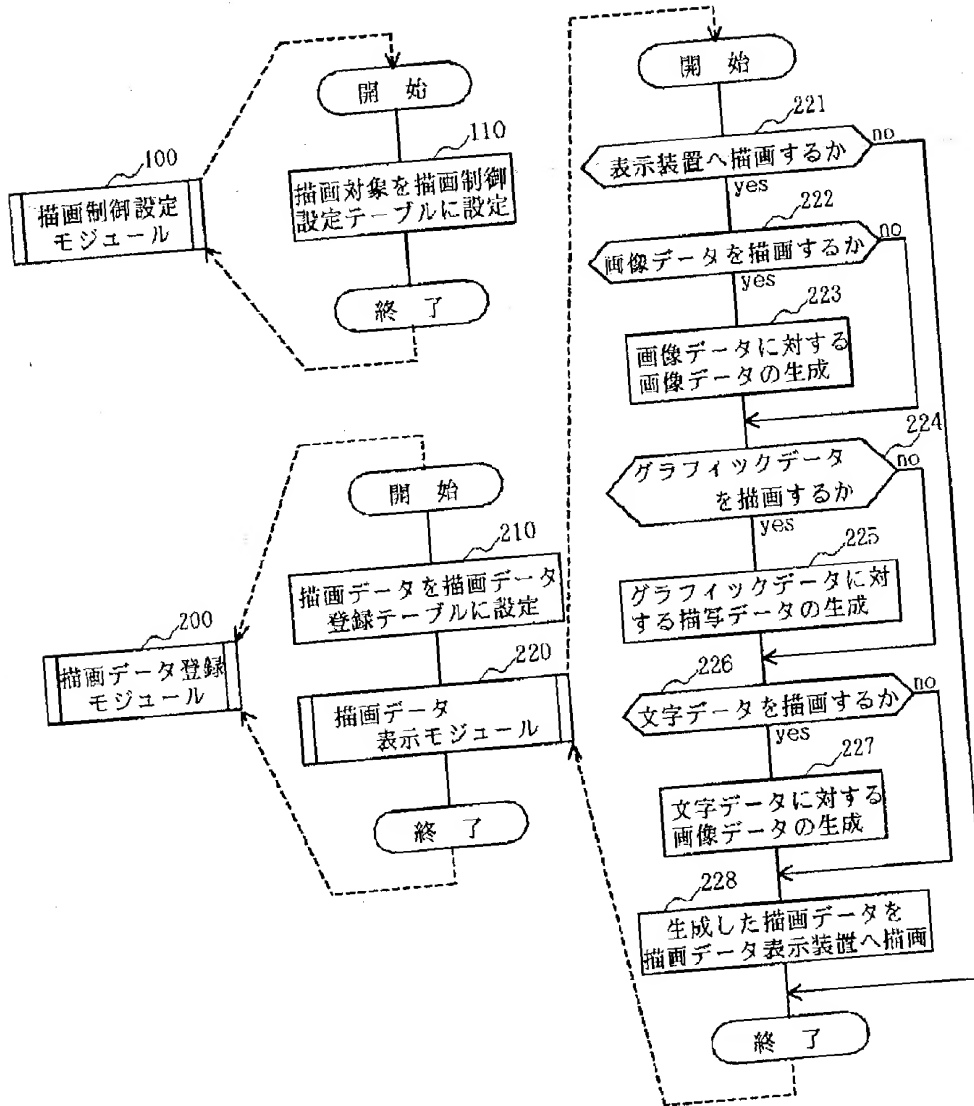 100
描画制御設定
モジュール
開始
110
描画対象を描画制御
設定テーブルに設定
終了
200
描画データ登録
モジュール
開始
210
描画データを描画データ
登録テーブルに設定
220
描画データ
表示モジュール
終了
開始
221
表示装置へ描画するか
no
yes
222
画像データを描画するか
no
yes
223
画像データに対する
画像データの生成
224
グラフィックデータ
を描画するか
no
yes
225
グラフィックデータに対
する描写データの生成
226
文字データを描画するか
no
yes
227
文字データに対する
画像データの生成
228
生成した描画データを
描画データ表示装置へ描画
終了